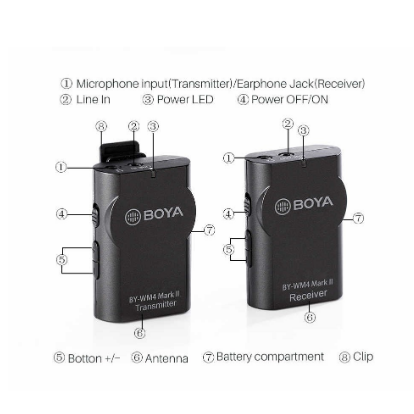 ① Microphone input(Transmitter)/Earphone Jack(Receiver)
② Line In ③ Power LED ④ Power OFF/ON
⑧ ② ③
①
④
⑤
⑦
⑥
BOYA
BY-WM4 Mark II
Transmitter
① ② ③
④
⑤
⑦
⑥
BOYA
BY-WM4 Mark II
Receiver
⑤ Botton +/- ⑥ Antenna ⑦ Battery compartment ⑧ Clip